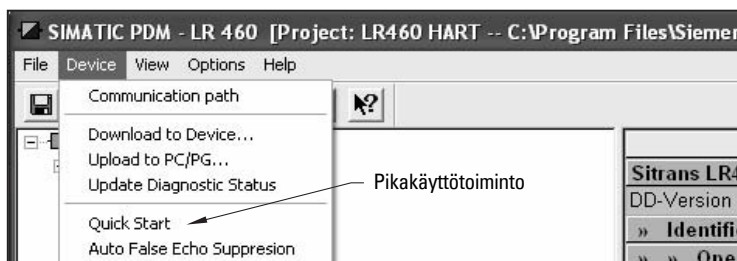 SIMATIC PDM - LR 460 [Project: LR460 HART -- C:\Program Files\Siemen
File Device View Options Help
Communication path
Download to Device...
Upload to PC/PG...
Update Diagnostic Status
Quick Start
Auto False Echo Suppresion
Pikakäyttötoiminto
Sitrans LR4
DD-Version
» Identifi
» » Ope